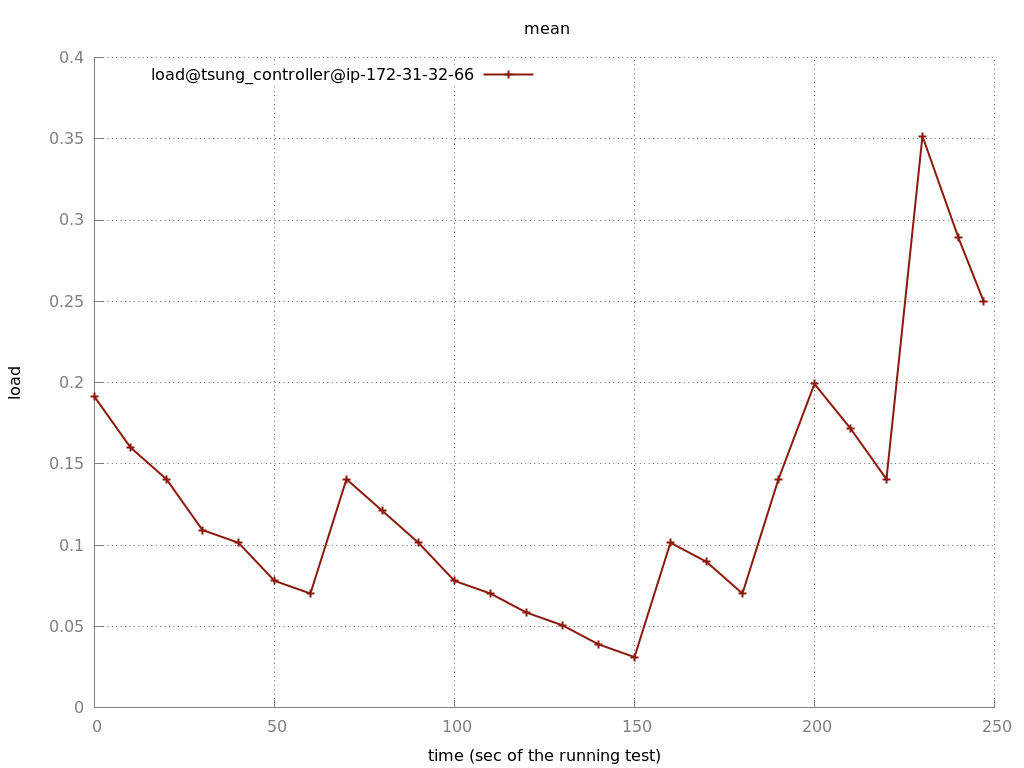 mean
load@tsung_controller@ip-172-31-32-66
0.4
0.35
0.3
0.25
0.2
0.15
0.1
0.05
0
load
0 50 100 150 200 250
time (sec of the running test)